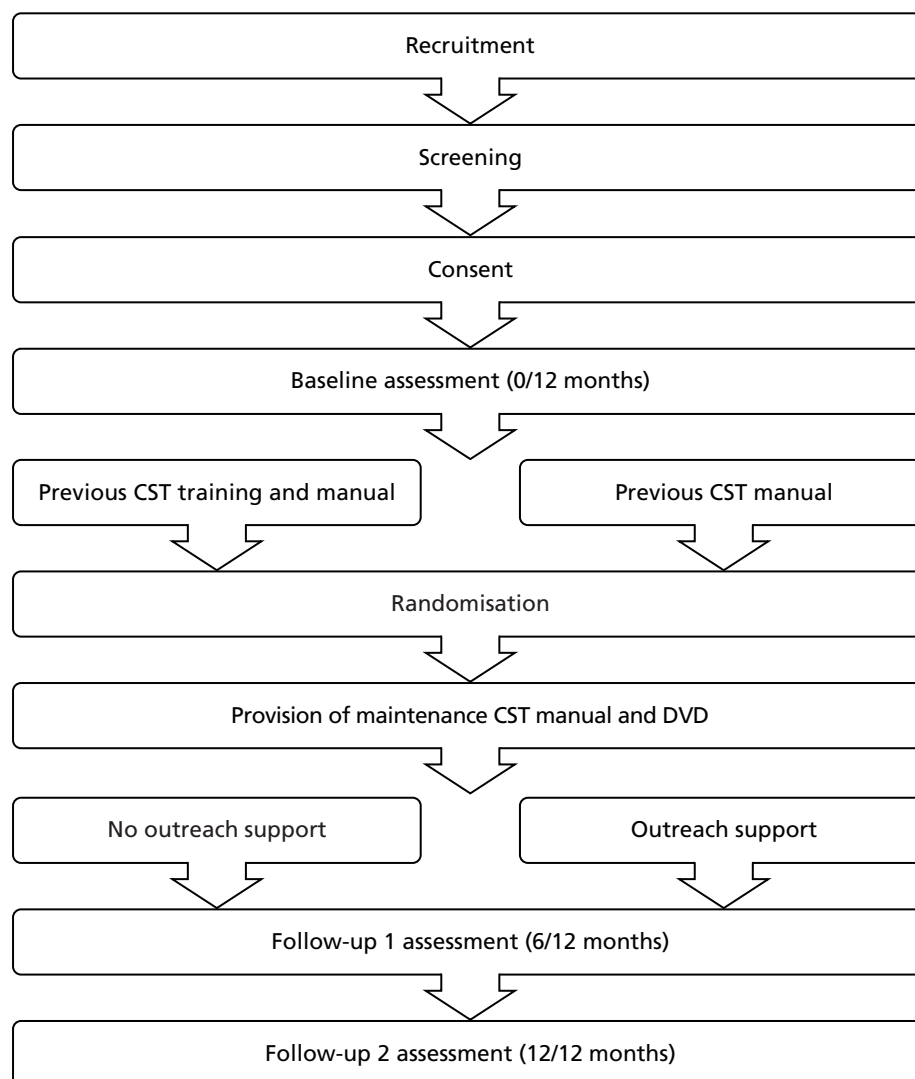 Recruitment
Screening
Consent
Baseline assessment (0/12 months)
Previous CST training and manual
Previous CST manual
Randomisation
Provision of maintenance CST manual and DVD
No outreach support
Outreach support
Follow-up 1 assessment (6/12 months)
Follow-up 2 assessment (12/12 months)